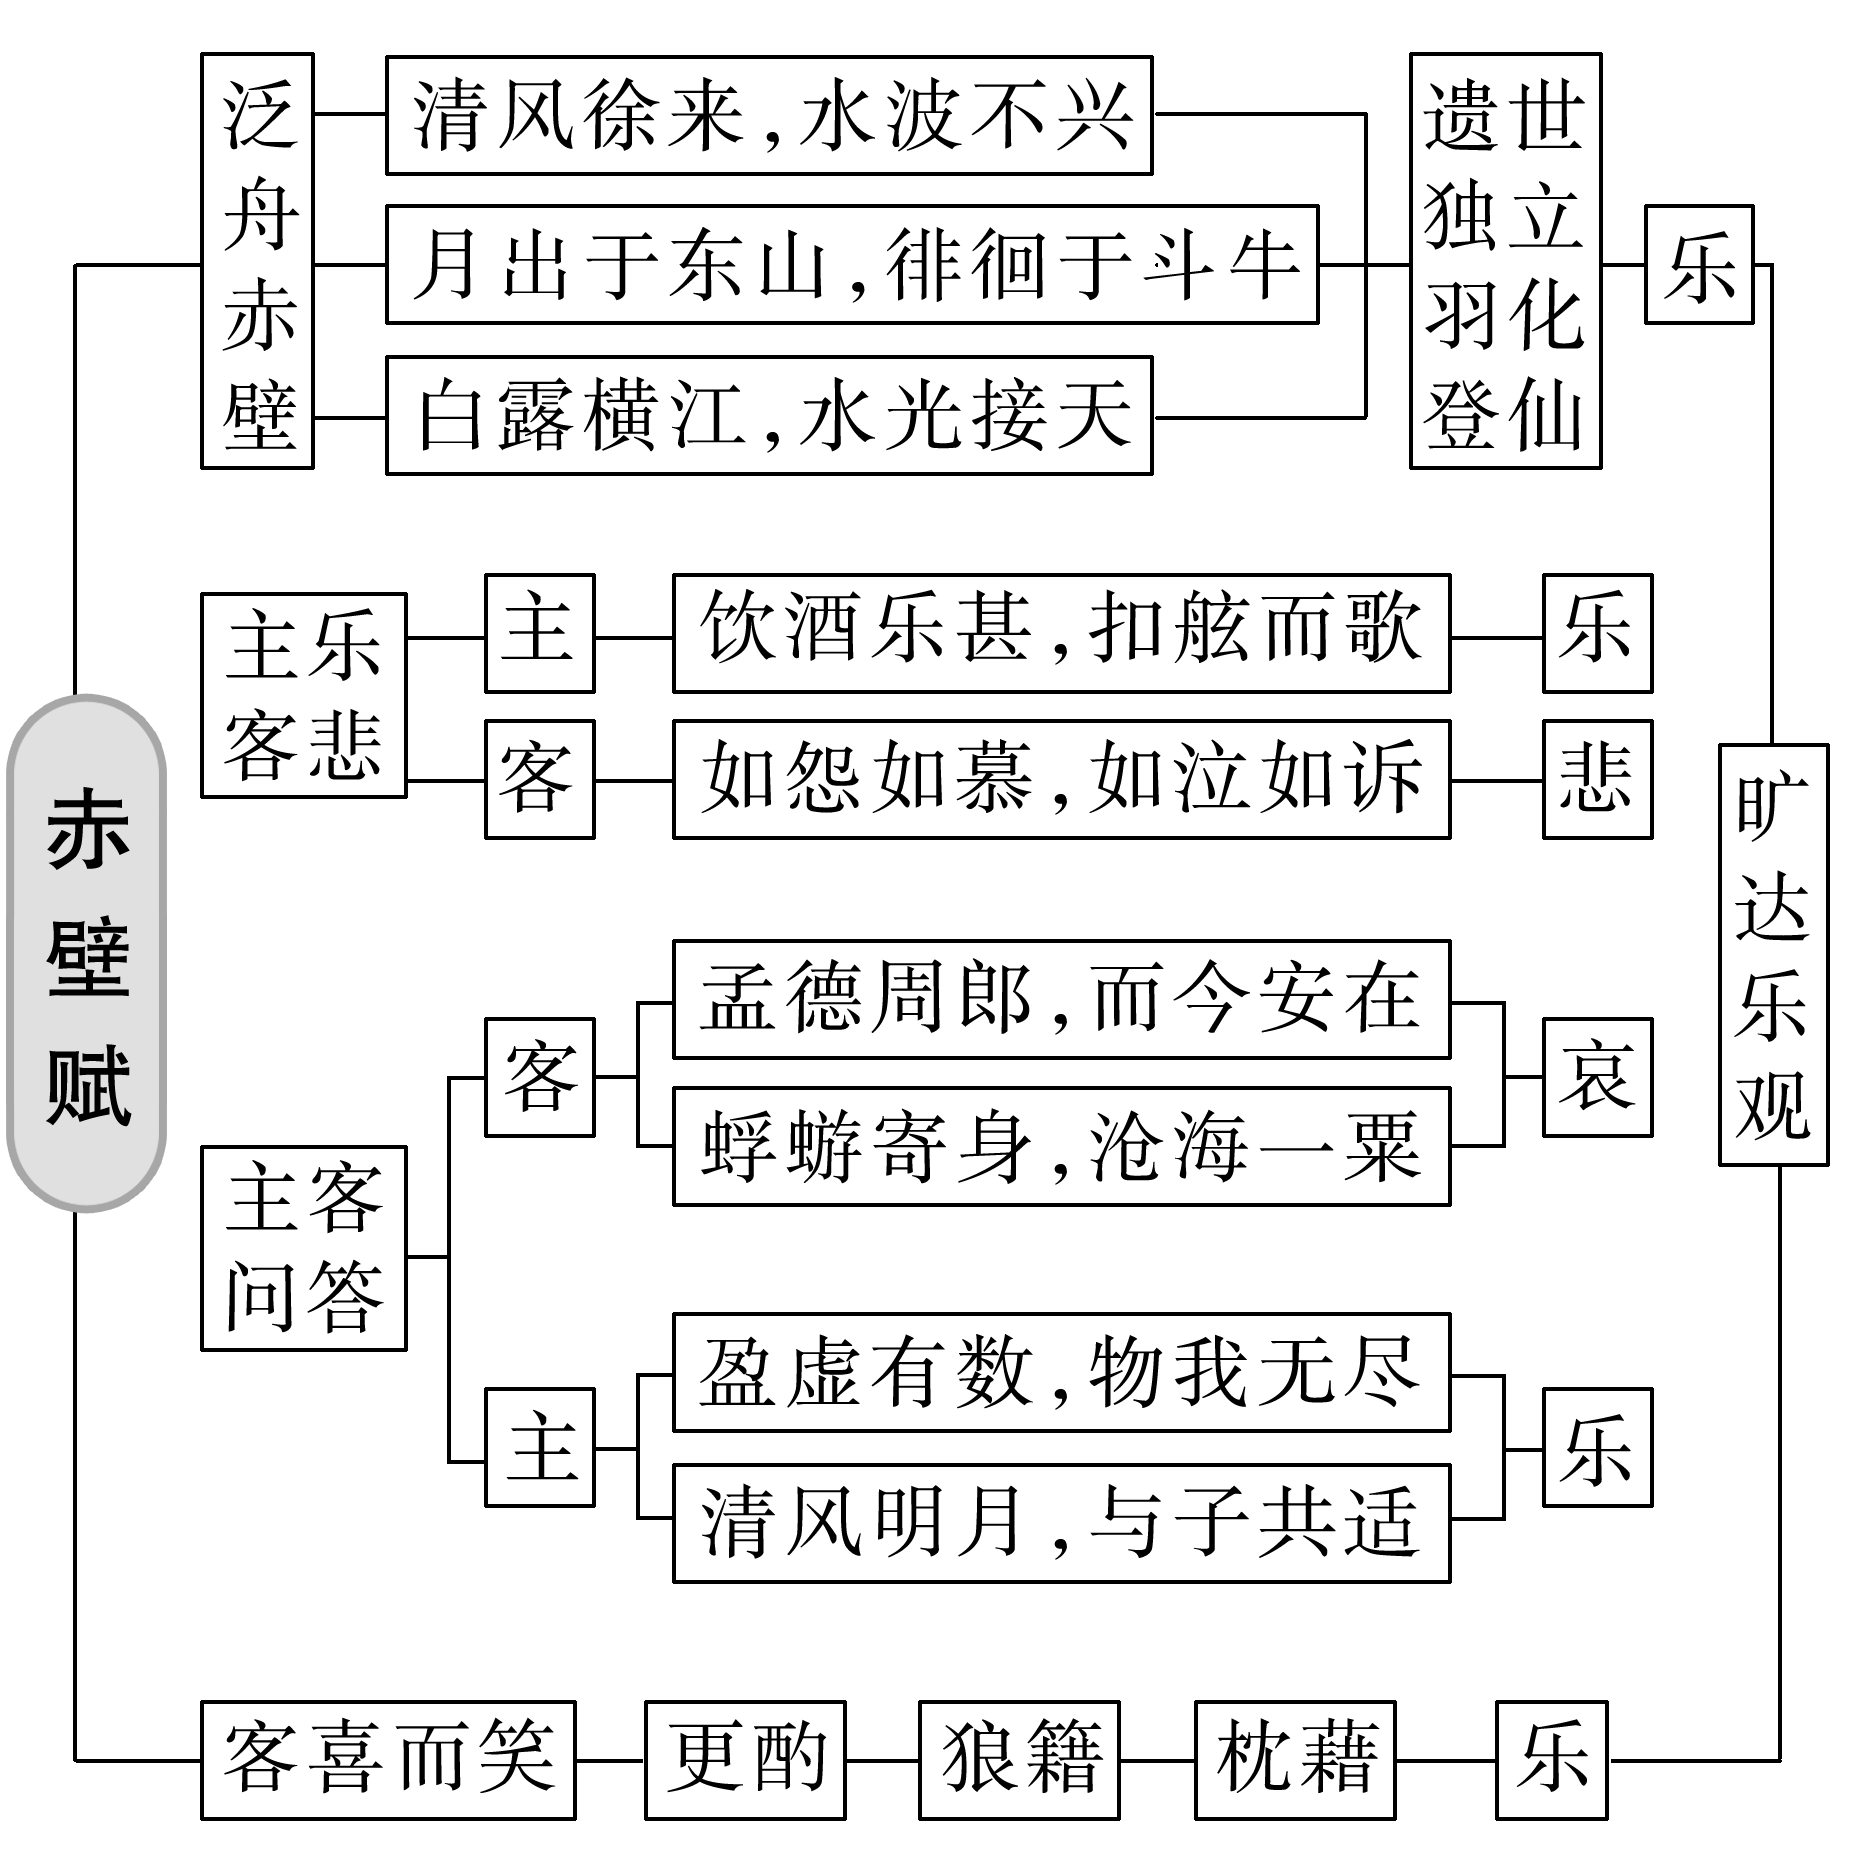 赤壁赋
泛舟赤壁
清风徐来,水波不兴
月出于东山,徘徊于斗牛
白露横江,水光接天
遗世
独立
羽化
登仙
乐
主乐
客悲
主
饮酒乐甚,扣舷而歌
乐
客
如怨如慕,如泣如诉
悲
主客
问答
客
孟德周郎,而今安在
蜉蝣寄身,沧海一粟
哀
主
盈虚有数,物我无尽
清风明月,与子共适
乐
客喜而笑
更酌
狼籍
枕藉
乐
旷达乐观